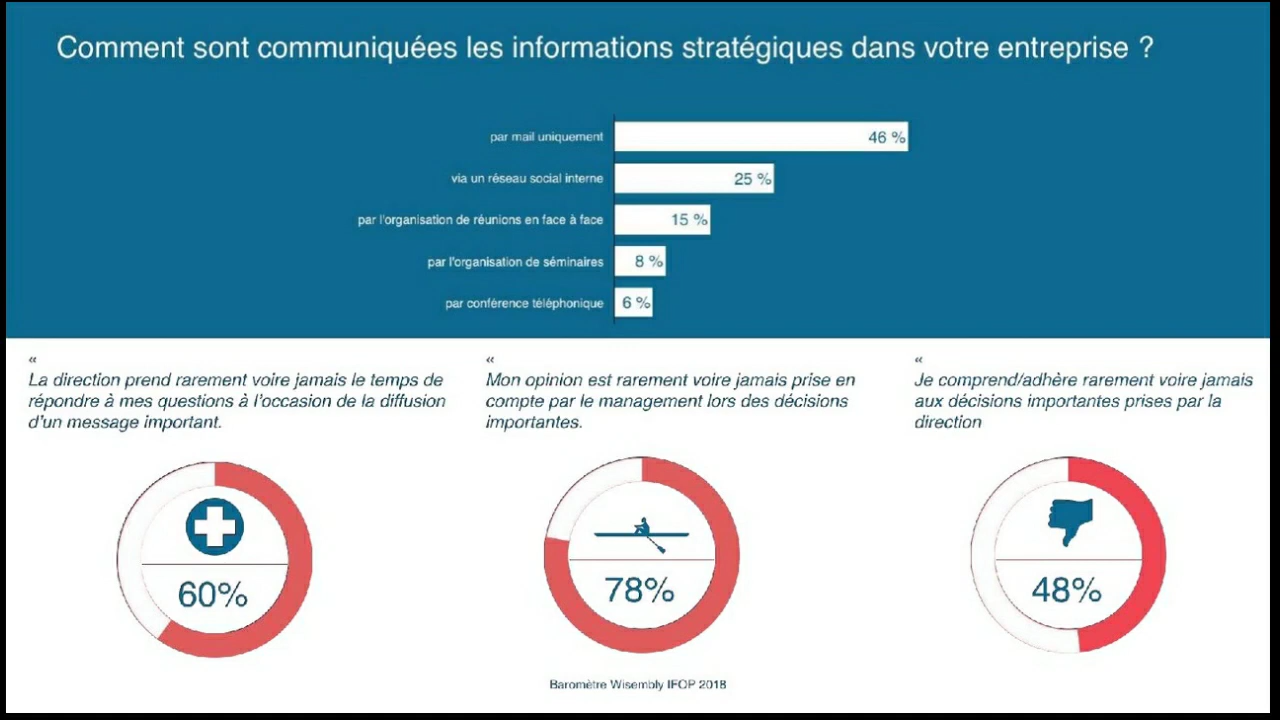 Comment sont communiquées les informations stratégiques dans votre entreprise ?
par mail uniquement 46 %
via un réseau social interne 25 %
par l'organisation de réunions en face à face 15 %
par l'organisation de séminaires 8 %
par conférence téléphonique 6 %
«
La direction prend rarement voire jamais le temps de
répondre à mes questions à l'occasion de la diffusion
d'un message important.
60%
«
Mon opinion est rarement voire jamais prise en
compte par le management lors des décisions
importantes.
78%
«
Je comprend/adhère rarement voire jamais
aux décisions importantes prises par la
direction
48%
Baromètre Wisembly IFOP 2018